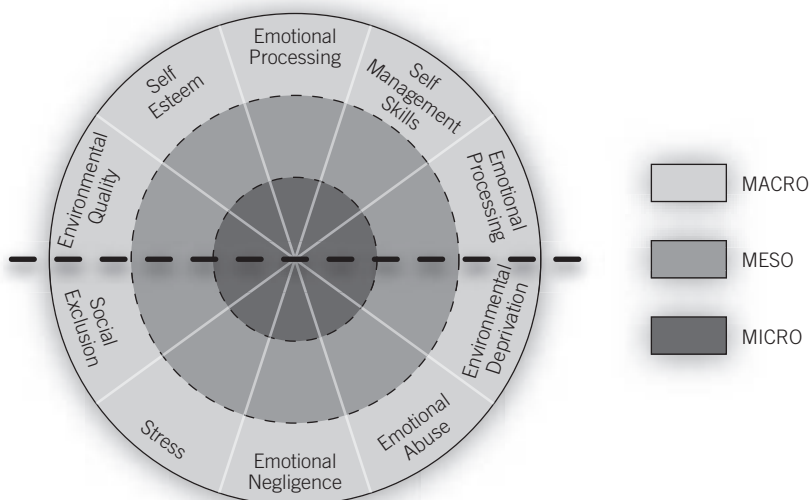 Emotional
Processing
Self
Management
Skills
Emotional
Processing
Environmental
Deprivation
Emotional
Abuse
Emotional
Negligence
Stress
Social
Exclusion
Environmental
Quality
Self
Esteem
MACRO
MESO
MICRO